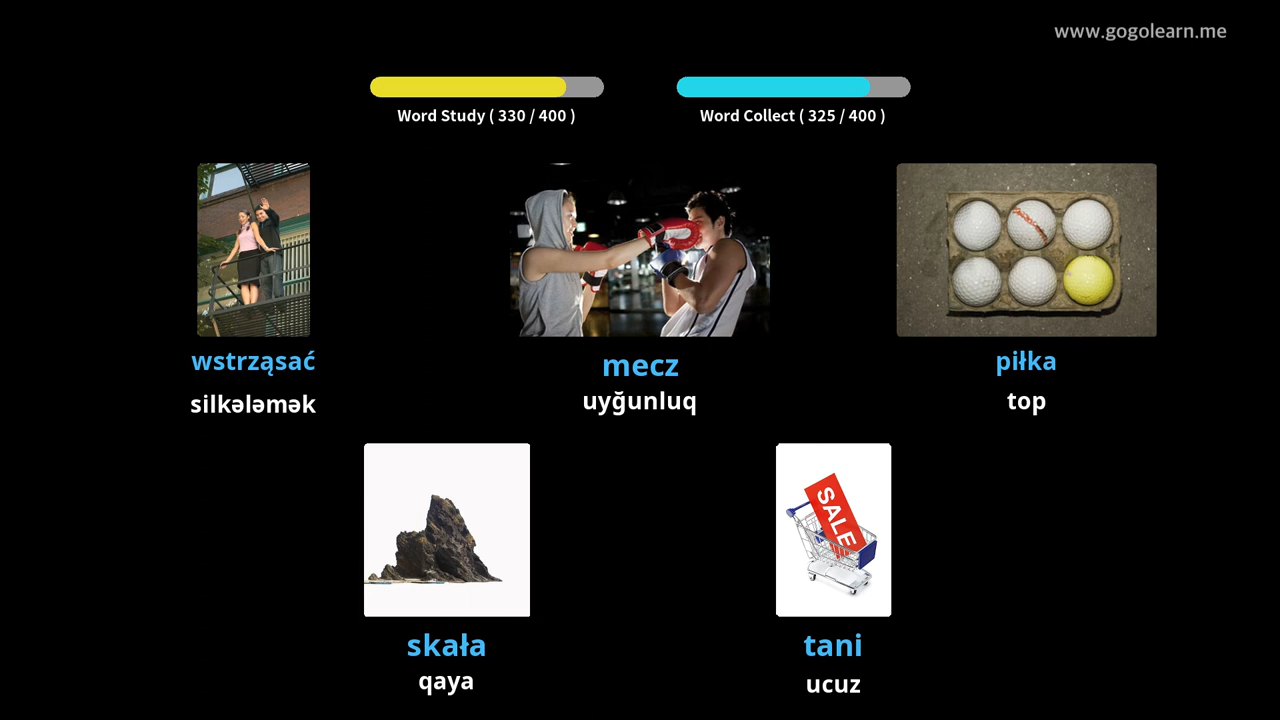 www.gogolearn.me
Word Study ( 330 / 400 )
Word Collect ( 325 / 400 )
wstrząsać
silkələmək
mecz
uyğunluq
piłka
top
SALE
skała
qaya
tani
ucuz